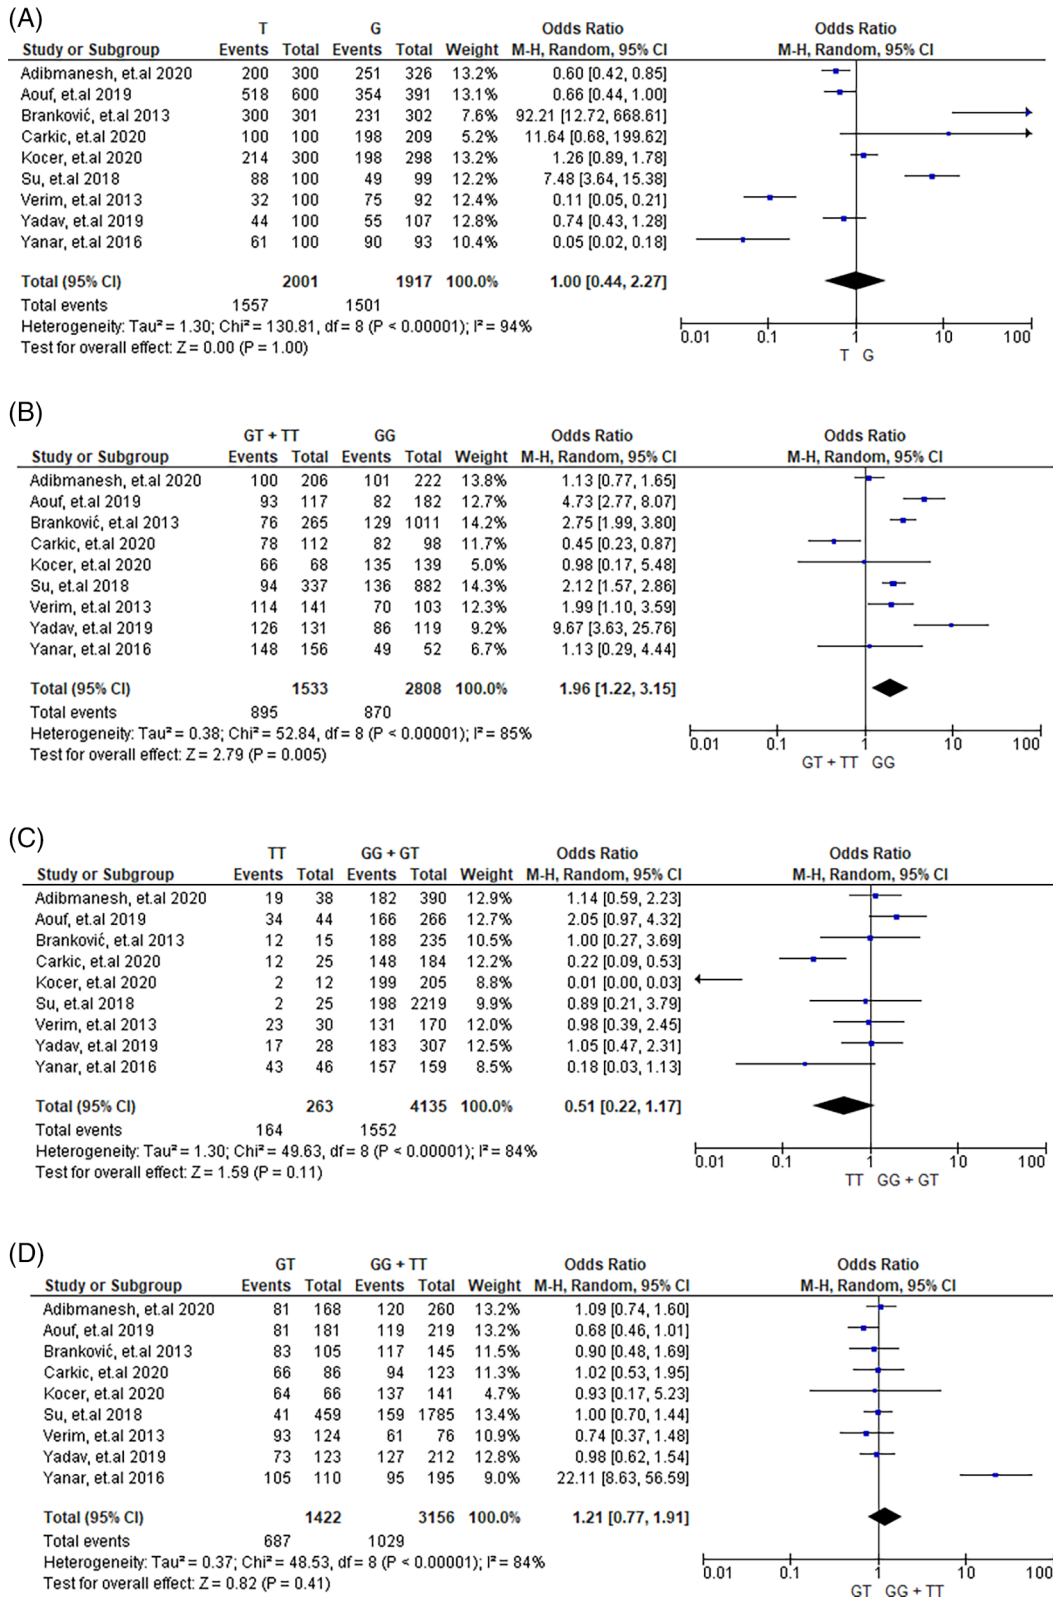 (A)
T G Odds Ratio Odds Ratio
Study or Subgroup Events Total Events Total Weight M-H, Random, 95% CI M-H, Random, 95% CI
Adibmanesh, et.al 2020 200 300 251 326 13.2% 0.60 [0.42, 0.85]
Aouf, et.al 2019 518 600 354 391 13.1% 0.66 [0.44, 1.00]
Branković, et.al 2013 300 301 231 302 7.6% 92.21 [12.72, 668.61]
Carkic, et.al 2020 100 100 198 209 5.2% 11.64 [0.68, 199.62]
Kocer, et.al 2020 214 300 198 298 13.2% 1.26 [0.89, 1.78]
Su, et.al 2018 88 100 49 99 12.2% 7.48 [3.64, 15.38]
Verim, et.al 2013 32 100 75 92 12.4% 0.11 [0.05, 0.21]
Yadav, et.al 2019 44 100 55 107 12.8% 0.74 [0.43, 1.28]
Yanar, et.al 2016 61 100 90 93 10.4% 0.05 [0.02, 0.18]
Total (95% CI) 2001 1917 100.0% 1.00 [0.44, 2.27]
Total events 1557 1501
Heterogeneity: Tau² = 1.30; Chi² = 130.81, df = 8 (P < 0.00001); I² = 94%
Test for overall effect: Z = 0.00 (P = 1.00)
0.01 0.1 1 10 100
T G
(B)
GT + TT GG Odds Ratio Odds Ratio
Study or Subgroup Events Total Events Total Weight M-H, Random, 95% CI M-H, Random, 95% CI
Aoibmanesh, et.al 2020 100 206 101 222 13.8% 1.13 [0.77, 1.65]
Aouf, et.al 2019 93 117 82 182 12.7% 4.73 [2.77, 8.07]
Branković, et.al 2013 76 265 129 1011 14.2% 2.75 [1.99, 3.80]
Carkic, et.al 2020 78 112 82 98 11.7% 0.45 [0.23, 0.87]
Kocer, et.al 2020 66 68 135 139 5.0% 0.98 [0.17, 5.48]
Su, et.al 2018 94 337 136 882 14.3% 2.12 [1.57, 2.86]
Verim, et.al 2013 114 141 70 103 12.3% 1.99 [1.10, 3.59]
Yadav, et.al 2019 126 131 86 119 9.2% 9.67 [3.63, 25.76]
Yanar, et.al 2016 148 156 49 52 6.7% 1.13 [0.29, 4.44]
Total (95% CI) 1533 2808 100.0% 1.96 [1.22, 3.15]
Total events 895 870
Heterogeneity: Tau² = 0.38; Chi² = 52.84, df = 8 (P < 0.00001); I² = 85%
Test for overall effect: Z = 2.79 (P = 0.005)
0.01 0.1 1 10 100
GT + TT GG
(C)
TT GG + GT Odds Ratio Odds Ratio
Study or Subgroup Events Total Events Total Weight M-H, Random, 95% CI M-H, Random, 95% CI
Adibmanesh, et.al 2020 19 38 182 390 12.9% 1.14 [0.59, 2.23]
Aouf, et.al 2019 34 44 166 266 12.7% 2.05 [0.97, 4.32]
Branković, et.al 2013 12 15 188 235 10.5% 1.00 [0.27, 3.69]
Carkic, et.al 2020 12 25 148 184 12.2% 0.22 [0.09, 0.53]
Kocer, et.al 2020 2 12 199 205 8.8% 0.01 [0.00, 0.03]
Su, et.al 2018 2 25 198 2219 9.9% 0.89 [0.21, 3.79]
Verim, et.al 2013 23 30 131 170 12.0% 0.98 [0.39, 2.45]
Yadav, et.al 2019 17 28 183 307 12.5% 1.05 [0.47, 2.31]
Yanar, et.al 2016 43 46 157 159 8.5% 0.18 [0.03, 1.13]
Total (95% CI) 263 4135 100.0% 0.51 [0.22, 1.17]
Total events 164 1552
Heterogeneity: Tau² = 1.30; Chi² = 49.63, df = 8 (P < 0.00001); I² = 84%
Test for overall effect: Z = 1.59 (P = 0.11)
0.01 0.1 1 10 100
TT GG + GT
(D)
GT GG + TT Odds Ratio Odds Ratio
Study or Subgroup Events Total Events Total Weight M-H, Random, 95% CI M-H, Random, 95% CI
Adibmanesh, et.al 2020 81 168 120 260 13.2% 1.09 [0.74, 1.60]
Aouf, et.al 2019 81 181 119 219 13.2% 0.68 [0.46, 1.01]
Branković, et.al 2013 83 105 117 145 11.5% 0.90 [0.48, 1.69]
Carkic, et.al 2020 66 86 94 123 11.3% 1.02 [0.53, 1.95]
Kocer, et.al 2020 64 66 137 141 4.7% 0.93 [0.17, 5.23]
Su, et.al 2018 41 459 159 1785 13.4% 1.00 [0.70, 1.44]
Verim, et.al 2013 93 124 61 76 10.9% 0.74 [0.37, 1.48]
Yadav, et.al 2019 73 123 127 212 12.8% 0.98 [0.62, 1.54]
Yanar, et.al 2016 105 110 95 195 9.0% 22.11 [8.63, 56.59]
Total (95% CI) 1422 3156 100.0% 1.21 [0.77, 1.91]
Total events 687 1029
Heterogeneity: Tau² = 0.37; Chi² = 48.53, df = 8 (P < 0.00001); I² = 84%
Test for overall effect: Z = 0.82 (P = 0.41)
0.01 0.1 1 10 100
GT GG + TT